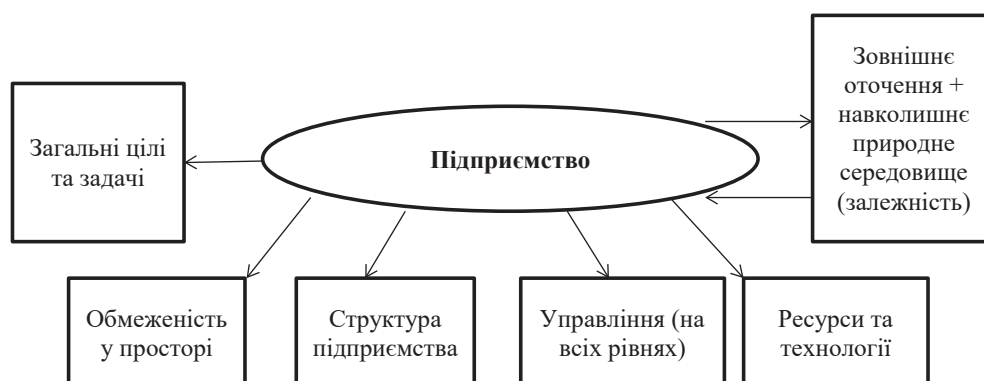 Загальні цілі
та задачі
Підприємство
Зовнішнє
оточення +
навколишнє
природне
середовище
(залежність)
Обмеженість
у просторі
Структура
підприємства
Управління (на
всіх рівнях)
Ресурси та
технології